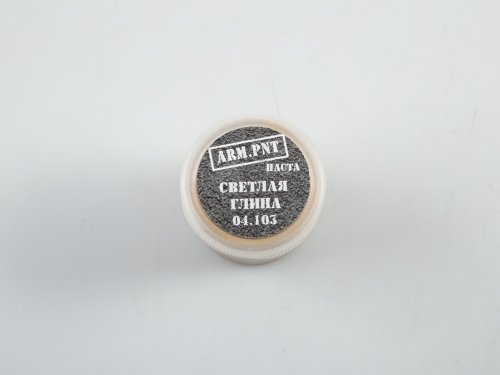 ARM.PNT
ПАСТА
СВЕТЛАЯ
ГЛИНА
04.103